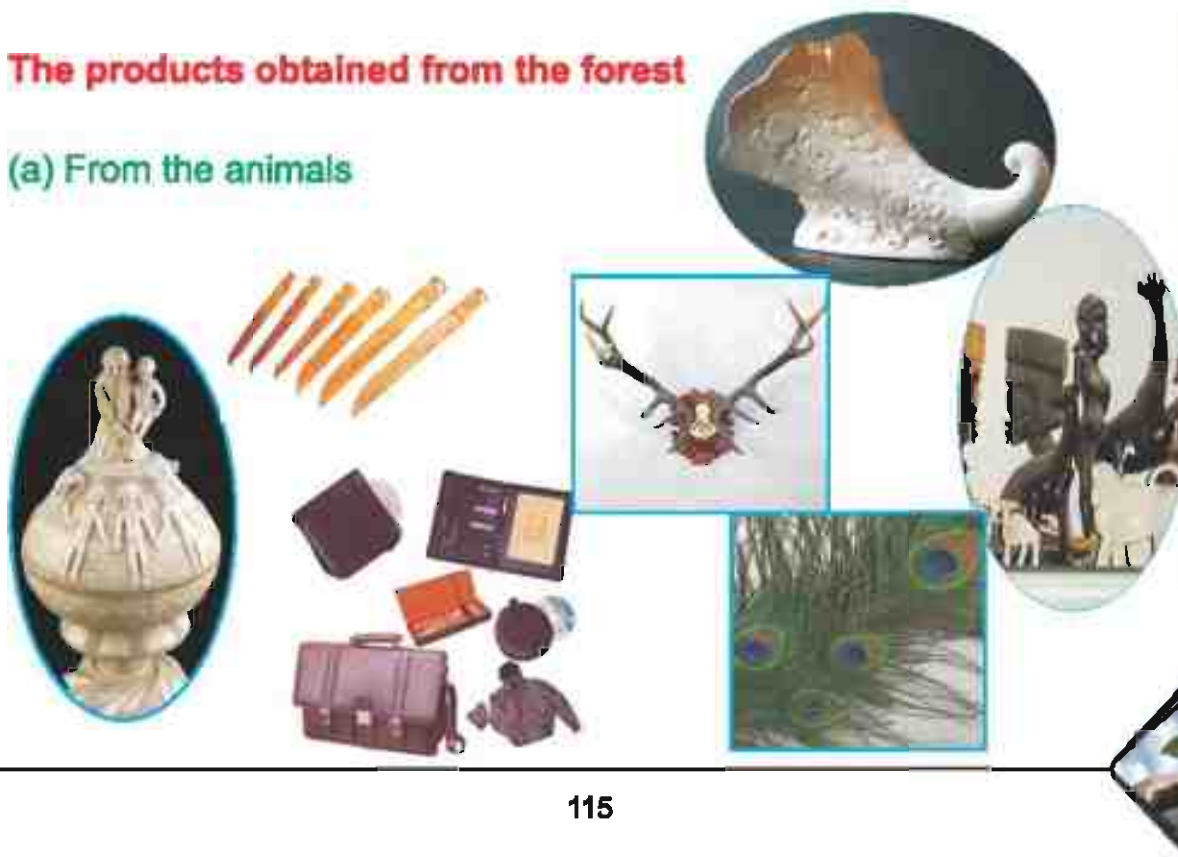 The products obtained from the forest
(a) From the animals
115